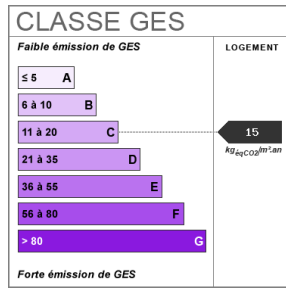 CLASSE GES
Faible émission de GES
LOGEMENT
≤ 5 A
6 à 10 B
11 à 20 C
15
kgéqCO2/m².an
21 à 35 D
36 à 55 E
56 à 80 F
> 80 G
Forte émission de GES